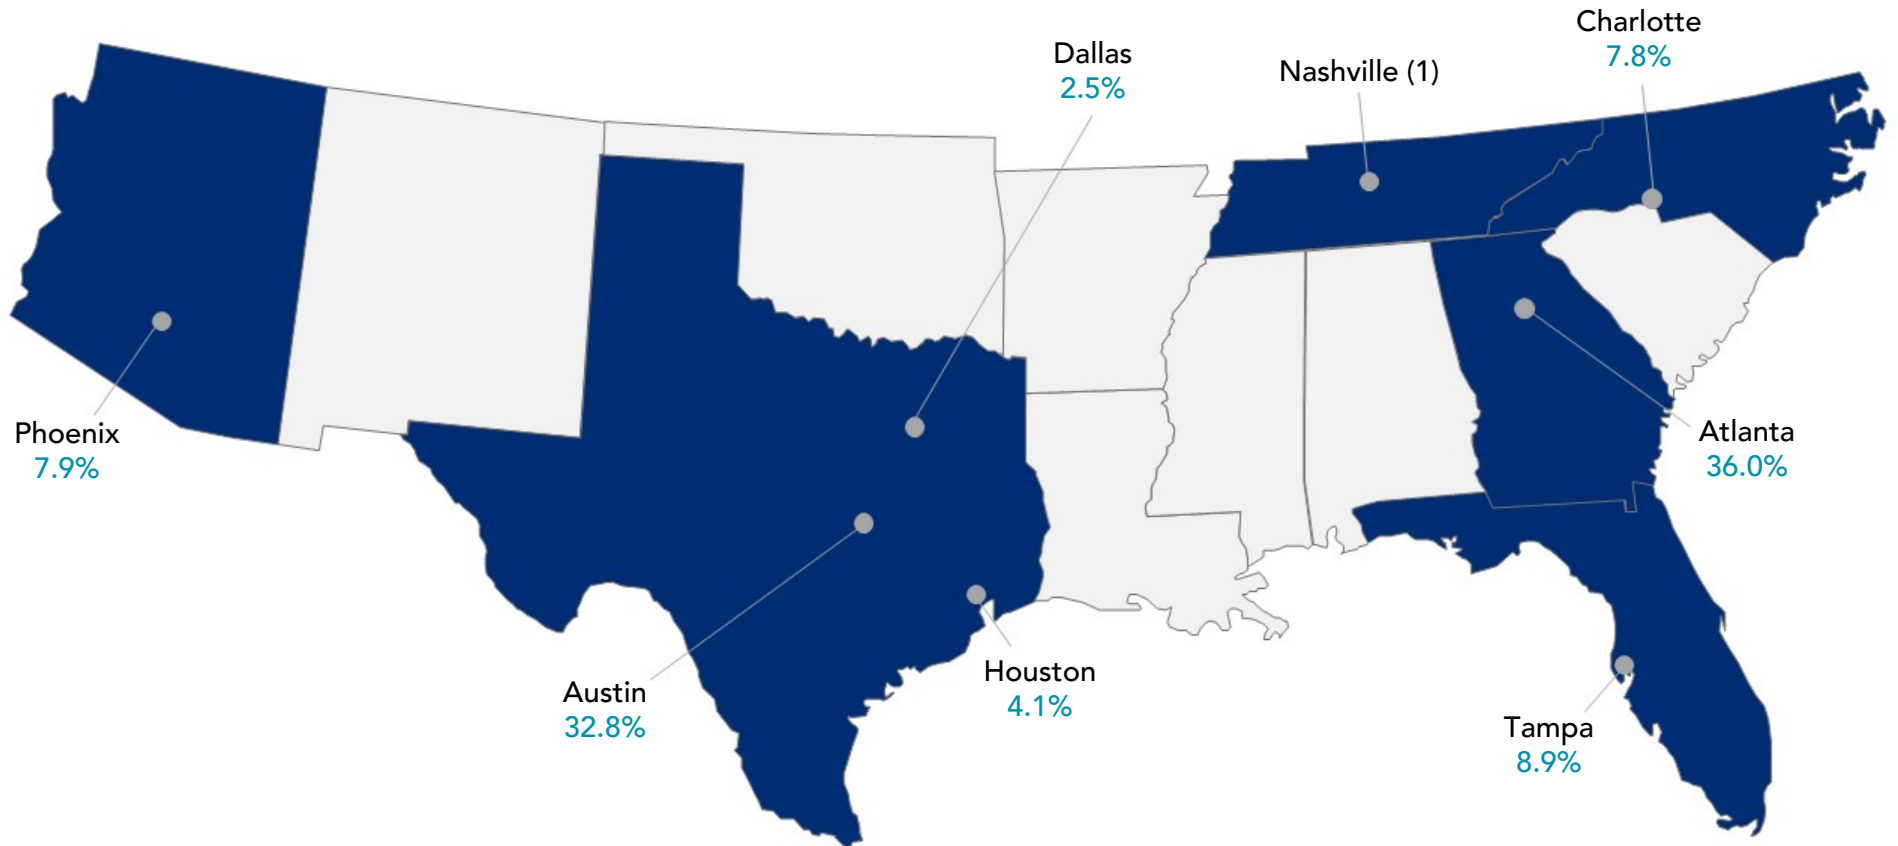 Charlotte
7.8%
Dallas
2.5%
Nashville (1)
Phoenix
7.9%
Atlanta
36.0%
Houston
4.1%
Austin
32.8%
Tampa
8.9%